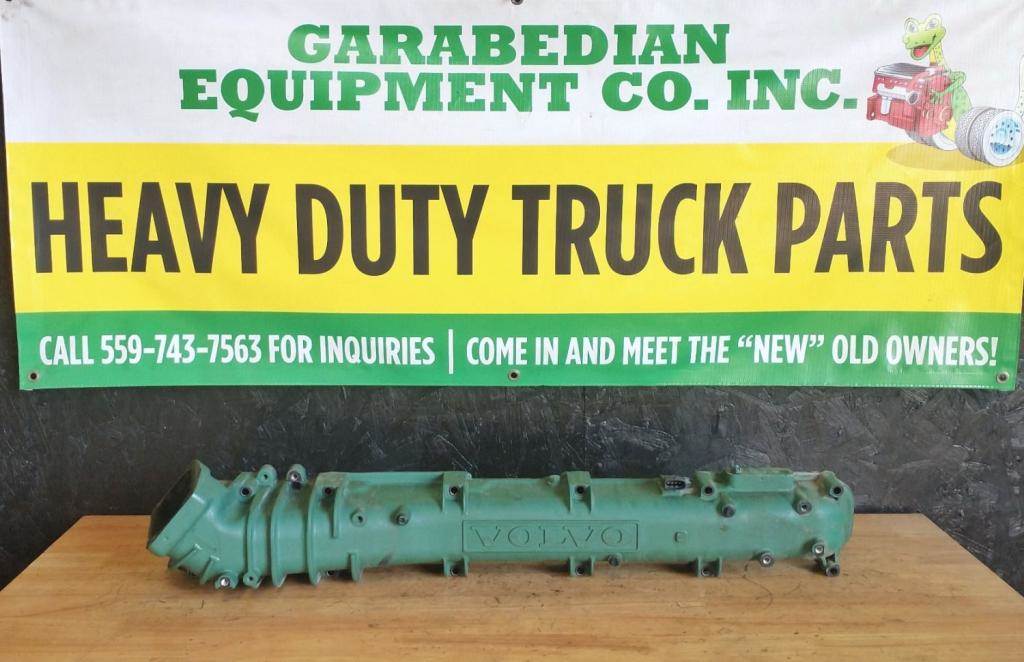 GARABEDIAN
EQUIPMENT CO. INC.
HEAVY DUTY TRUCK PARTS
CALL 559-743-7563 FOR INQUIRIES | COME IN AND MEET THE “NEW” OLD OWNERS!
VOLVO